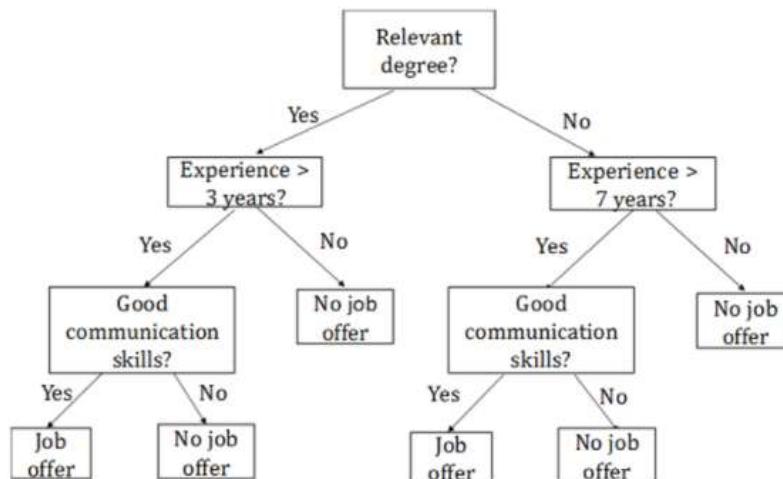 Relevant
degree?
Yes
No
Experience >
3 years?
Experience >
7 years?
Yes
No
Yes
No
Good
communication
skills?
No job
offer
Good
communication
skills?
No job
offer
Yes
No
Yes
No
Job
offer
No job
offer
Job
offer
No job
offer